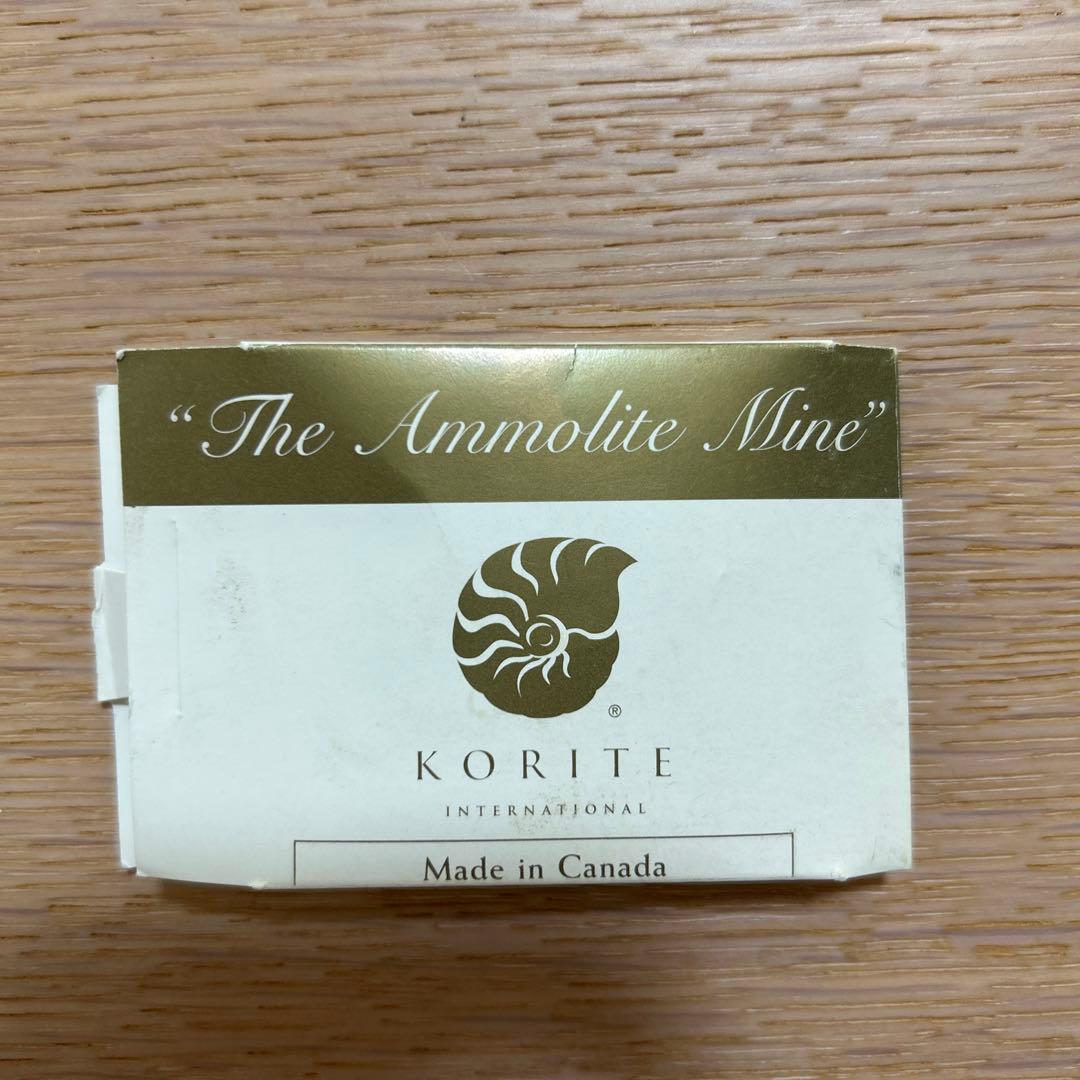 “The Ammolite Mine”
®
KORITE
INTERNATIONAL
Made in Canada